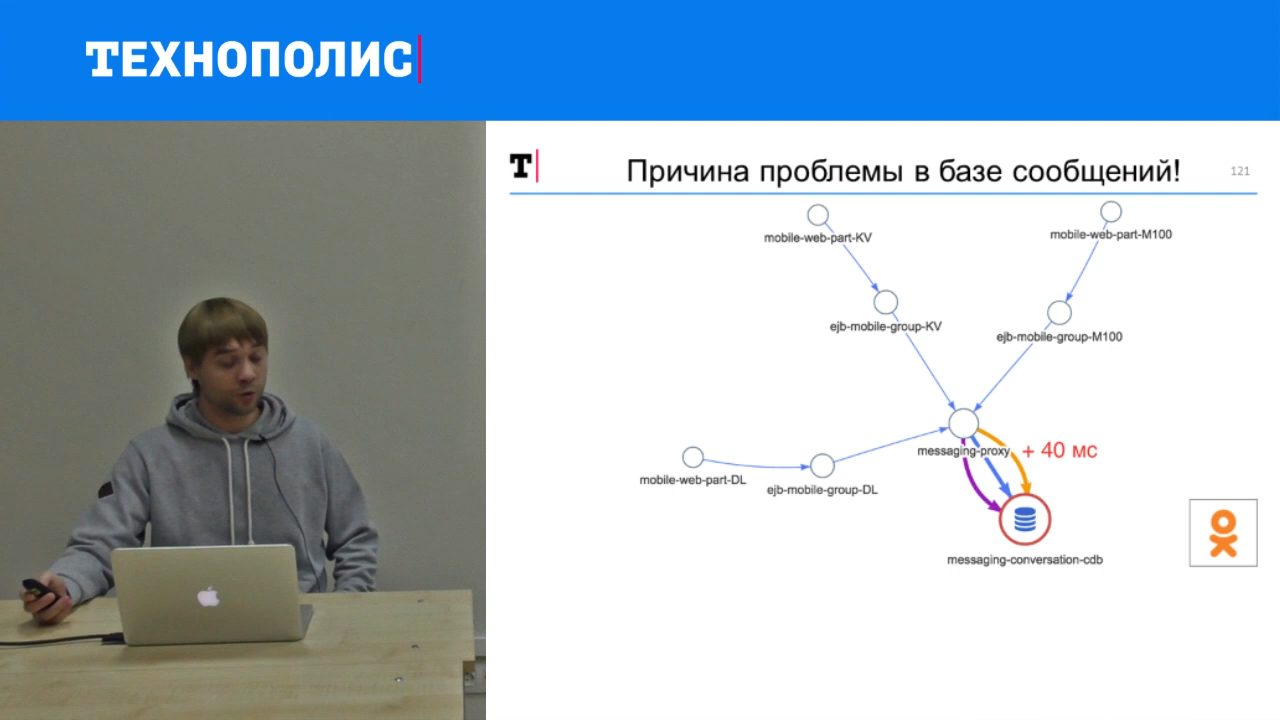 ТЕХНОПОЛИС
Т
Причина проблемы в базе сообщений!
121
mobile-web-part-KV
mobile-web-part-M100
ejb-mobile-group-KV
ejb-mobile-group-M100
messaging-proxy
+ 40 мс
mobile-web-part-DL
ejb-mobile-group-DL
messaging-conversation-cdb